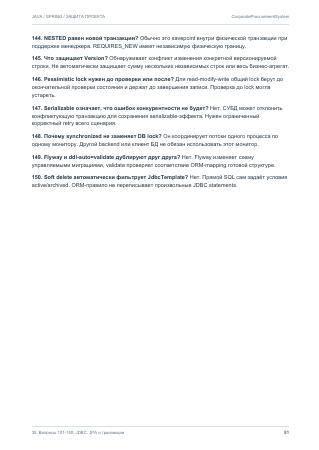 JAVA / SPRING / ЗАЩИТА ПРОЕКТА
CorporateProcurementSystem
144. NESTED равен новой транзакции? Обычно это savepoint внутри физической транзакции при
поддержке менеджера. REQUIRES_NEW имеет независимую физическую границу.
145. Что защищает Version? Обнаруживает конфликт изменения конкретной версионируемой
строки. Не автоматически защищает сумму нескольких независимых строк или весь бизнес-агрегат.
146. Pessimistic lock нужен до проверки или после? Для read-modify-write общий lock берут до
окончательной проверки состояния и держат до завершения записи. Проверка до lock могла
устареть.
147. Serializable означает, что ошибок конкурентности не будет? Нет. СУБД может отклонить
конфликтующую транзакцию для сохранения serializable-эффекта. Нужен ограниченный
корректный retry всего сценария.
148. Почему synchronized не заменяет DB lock? Он координирует потоки одного процесса по
одному монитору. Другой backend или клиент БД не обязан использовать этот монитор.
149. Flyway и ddl-auto=validate дублируют друг друга? Нет. Flyway изменяет схему
управляемыми миграциями, validate проверяет соответствие ORM-mapping готовой структуре.
150. Soft delete автоматически фильтрует JdbcTemplate? Нет. Прямой SQL сам задаёт условия
active/archived. ORM-правило не переписывает произвольные JDBC statements.
38. Вопросы 101-150: JDBC, JPA и транзакции
91